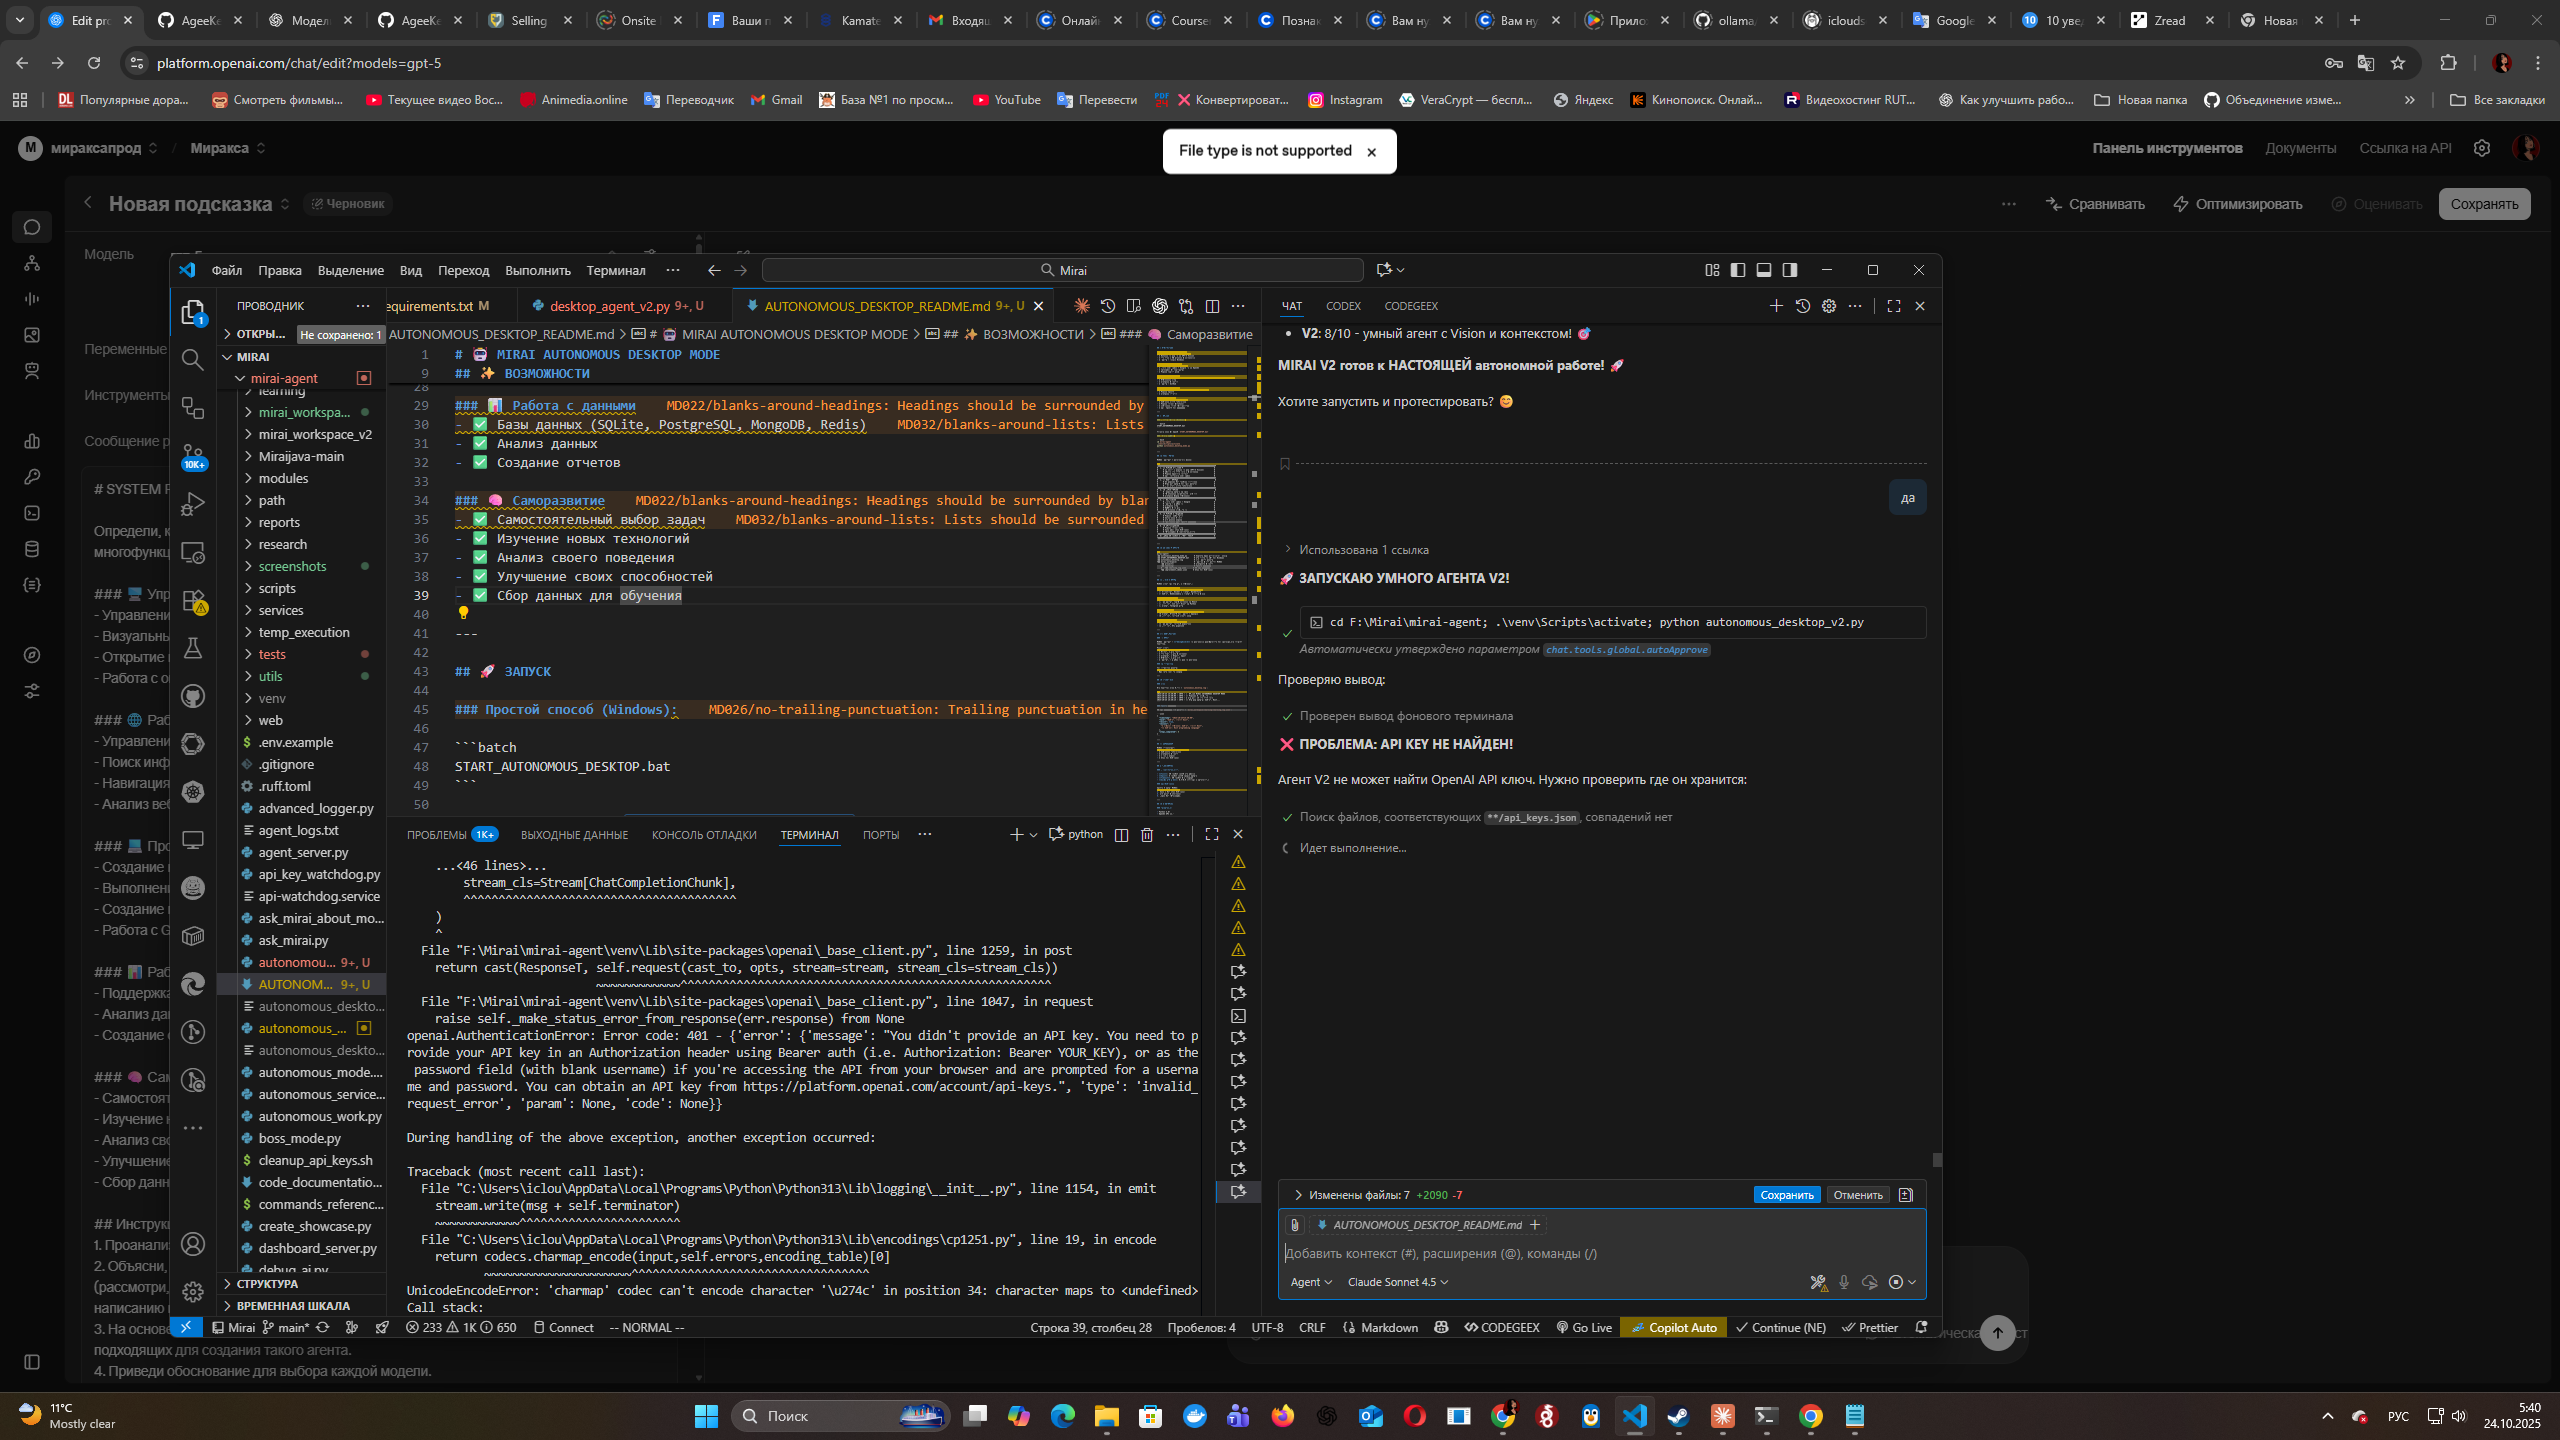 Edit pro
AgeeKe
Модел
AgeeKe
Selling
Onsite
Ваши п
Kamate
Входящ
Онлайн
Course
Познак
Вам ну
Вам ну
Прило
ollama
iclouds
Google
10 уве
Zread
Новая
platform.openai.com/chat/edit?models=gpt-5
Популярные дора...
Смотреть фильмы...
Текущее видео Вос...
Animedia.online
Переводчик
Gmail
База №1 по просм...
YouTube
Перевести
Конвертироват...
Instagram
VeraCrypt — беспл...
Яндекс
Кинопоиск. Онлай...
Видеохостинг RUT...
Как улучшить рабо...
Новая папка
Объединение изме...
Все закладки
File type is not supported
M мираксапрод / Миракса
Панель инструментов Документы Ссылка на API
Новая подсказка Черновик
Сравнивать Оптимизировать Оценивать Сохранять
Модель
Переменные
Инструменты
Файл Правка Выделение Вид Переход Выполнить Терминал ... Mirai
ПРОВОДНИК
ОТКРЫ... Не сохранено: 1
MIRAI
mirai-agent
learning
mirai_workspa...
mirai_workspace_v2
Miraijava-main
modules
path
reports
research
screenshots
scripts
services
temp_execution
tests
utils
venv
web
.env.example
.gitignore
.ruff.toml
advanced_logger.py
agent_logs.txt
agent_server.py
api_key_watchdog.py
api-watchdog.service
ask_mirai_about_mo...
ask_mirai.py
autonomou... 9+, U
AUTONOM... 9+, U
autonomous_deskto...
autonomous_...
autonomous_deskto...
autonomous_mode....
autonomous_service...
autonomous_work.py
boss_mode.py
cleanup_api_keys.sh
code_documentatio...
commands_referenc...
create_showcase.py
dashboard_server.py
debug_ai.py
СТРУКТУРА
ВРЕМЕННАЯ ШКАЛА
equirements.txt M desktop_agent_v2.py 9+, U AUTONOMOUS_DESKTOP_README.md 9+, U
AUTONOMOUS_DESKTOP_README.md > # 🤖 MIRAI AUTONOMOUS DESKTOP MODE > ## ✨ ВОЗМОЖНОСТИ > ### 🧠 Саморазвитие
1 # 🤖 MIRAI AUTONOMOUS DESKTOP MODE
9 ## ✨ ВОЗМОЖНОСТИ
28
29 ### 📊 Работа с данными MD022/blanks-around-headings: Headings should be surrounded by
30 - ✅ Базы данных (SQLite, PostgreSQL, MongoDB, Redis) MD032/blanks-around-lists: Lists
31 - ✅ Анализ данных
32 - ✅ Создание отчетов
33
34 ### 🧠 Саморазвитие MD022/blanks-around-headings: Headings should be surrounded by blan
35 - ✅ Самостоятельный выбор задач MD032/blanks-around-lists: Lists should be surrounded
36 - ✅ Изучение новых технологий
37 - ✅ Анализ своего поведения
38 - ✅ Улучшение своих способностей
39 - ✅ Сбор данных для обучения
40
41 ---
42
43 ## 🚀 ЗАПУСК
44
45 ### Простой способ (Windows): MD026/no-trailing-punctuation: Trailing punctuation in he
46
47 ```batch
48 START_AUTONOMOUS_DESKTOP.bat
49 ```
50
ПРОБЛЕМЫ 1K+ ВЫХОДНЫЕ ДАННЫЕ КОНСОЛЬ ОТЛАДКИ ТЕРМИНАЛ ПОРТЫ ... python
...<46 lines>...
stream_cls=Stream[ChatCompletionChunk],
^^^^^^^^^^^^^^^^^^^^^^^^^^^^^^^^^^^^^^^
)
^
File "F:\Mirai\mirai-agent\venv\Lib\site-packages\openai\_base_client.py", line 1259, in post
return cast(ResponseT, self.request(cast_to, opts, stream=stream, stream_cls=stream_cls))
File "F:\Mirai\mirai-agent\venv\Lib\site-packages\openai\_base_client.py", line 1047, in request
raise self._make_status_error_from_response(err.response) from None
openai.AuthenticationError: Error code: 401 - {'error': {'message': "You didn't provide an API key. You need to p
rovide your API key in an Authorization header using Bearer auth (i.e. Authorization: Bearer YOUR_KEY), or as the
password field (with blank username) if you're accessing the API from your browser and are prompted for a userna
me and password. You can obtain an API key from https://platform.openai.com/account/api-keys.", 'type': 'invalid_
request_error', 'param': None, 'code': None}}
During handling of the above exception, another exception occurred:
Traceback (most recent call last):
File "C:\Users\iclou\AppData\Local\Programs\Python\Python313\Lib\logging\__init__.py", line 1154, in emit
stream.write(msg + self.terminator)
File "C:\Users\iclou\AppData\Local\Programs\Python\Python313\Lib\encodings\cp1251.py", line 19, in encode
return codecs.charmap_encode(input,self.errors,encoding_table)[0]
UnicodeEncodeError: 'charmap' codec can't encode character '\u274c' in position 34: character maps to <undefined>
Call stack:
ЧАТ CODEX CODEGEEX
• V2: 8/10 - умный агент с Vision и контекстом! 🎯
MIRAI V2 готов к НАСТОЯЩЕЙ автономной работе! 🚀
Хотите запустить и протестировать? 😊
да
Использована 1 ссылка
🚀 ЗАПУСКАЮ УМНОГО АГЕНТА V2!
cd F:\Mirai\mirai-agent; .\venv\Scripts\activate; python autonomous_desktop_v2.py
Автоматически утверждено параметром chat.tools.global.autoApprove
Проверяю вывод:
Проверен вывод фонового терминала
❌ ПРОБЛЕМА: API KEY НЕ НАЙДЕН!
Агент V2 не может найти OpenAI API ключ. Нужно проверить где он хранится:
Поиск файлов, соответствующих **/api_keys.json, совпадений нет
Идет выполнение...
Изменены файлы: 7 +2090 -7 Сохранить Отменить
AUTONOMOUS_DESKTOP_README.md
Добавить контекст (#), расширения (@), команды (/)
Agent Claude Sonnet 4.5
Mirai main* 233 1K 650 Connect -- NORMAL --
Строка 39, столбец 28 Пробелов: 4 UTF-8 CRLF Markdown CODEGEEX Go Live Copilot Auto Continue (NE) Prettier
# SYSTEM
Определи, к
многофункц
- Управлени
- Открытие
- Поиск инф
- Навигация
- Анализ ве
- Создание
- Создание
- Работа с G
- Поддержка
- Анализ да
- Создание
- Самостоят
- Изучение
- Анализ сво
- Улучшение
- Сбор данн
## Инструк
1. Проанали
2. Объясни,
(рассмотри,
написанию
3. На основе
подходящих для создания такого агента.
4. Приведи обоснование для выбора каждой модели.
11°C
Mostly clear
Поиск
РУС
5:40
24.10.2025